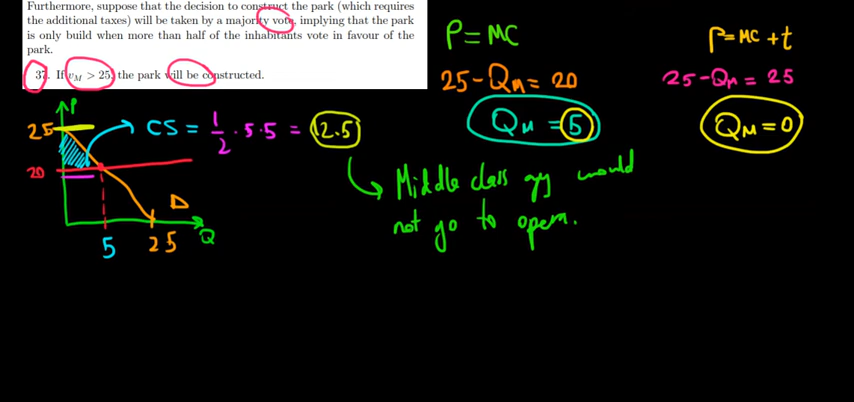 Furthermore, suppose that the decision to construct the park (which requires
the additional taxes) will be taken by a majority vote, implying that the park
is only build when more than half of the inhabitants vote in favour of the
park.
37. If v_M > 25, the park will be constructed.
P=MC
25-Q_M = 20
Q_M = 5
P=MC+t
25-Q_M = 25
Q_M=0
P
25
20
CS = 1/2 · 5·5 = 12.5
D
Q
5
25
Middle class guy would
not go to opera.